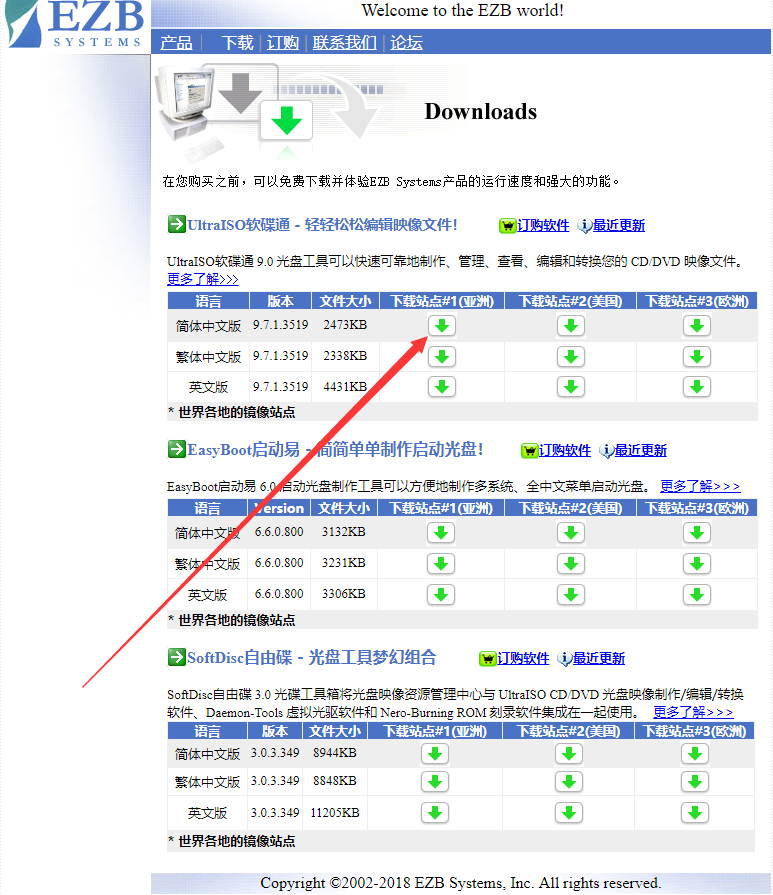 EZB
SYSTEMS
Welcome to the EZB world!
产品 | 下载 | 订购 | 联系我们 | 论坛
Downloads
在您购买之前，可以免费下载并体验EZB Systems产品的运行速度和强大的功能。
UltraISO软碟通 - 轻轻松松编辑映像文件！ 订购软件 最近更新
UltraISO软碟通 9.0 光盘工具可以快速可靠地制作、管理、查看、编辑和转换您的 CD/DVD 映像文件。
更多了解>>>
语言 版本 文件大小 下载站点#1(亚洲) 下载站点#2(美国) 下载站点#3(欧洲)
简体中文版 9.7.1.3519 2473KB
繁体中文版 9.7.1.3519 2338KB
英文版 9.7.1.3519 4431KB
* 世界各地的镜像站点
EasyBoot启动易 - 简简单单制作启动光盘！ 订购软件 最近更新
EasyBoot启动易 6.0 启动光盘制作工具可以方便地制作多系统、全中文菜单启动光盘。 更多了解>>>
语言 Version 文件大小 下载站点#1(亚洲) 下载站点#2(美国) 下载站点#3(欧洲)
简体中文版 6.6.0.800 3132KB
繁体中文版 6.6.0.800 3231KB
英文版 6.6.0.800 3306KB
* 世界各地的镜像站点
SoftDisc自由碟 - 光盘工具梦幻组合 订购软件 最近更新
SoftDisc自由碟 3.0 光碟工具箱将光盘映像资源管理中心与 UltraISO CD/DVD 光盘映像制作/编辑/转换
软件、Daemon-Tools 虚拟光驱软件和 Nero-Burning ROM 刻录软件集成在一起使用。 更多了解>>>
语言 版本 文件大小 下载站点#1(亚洲) 下载站点#2(美国) 下载站点#3(欧洲)
简体中文版 3.0.3.349 8944KB
繁体中文版 3.0.3.349 8848KB
英文版 3.0.3.349 11205KB
* 世界各地的镜像站点
Copyright ©2002-2018 EZB Systems, Inc. All rights reserved.